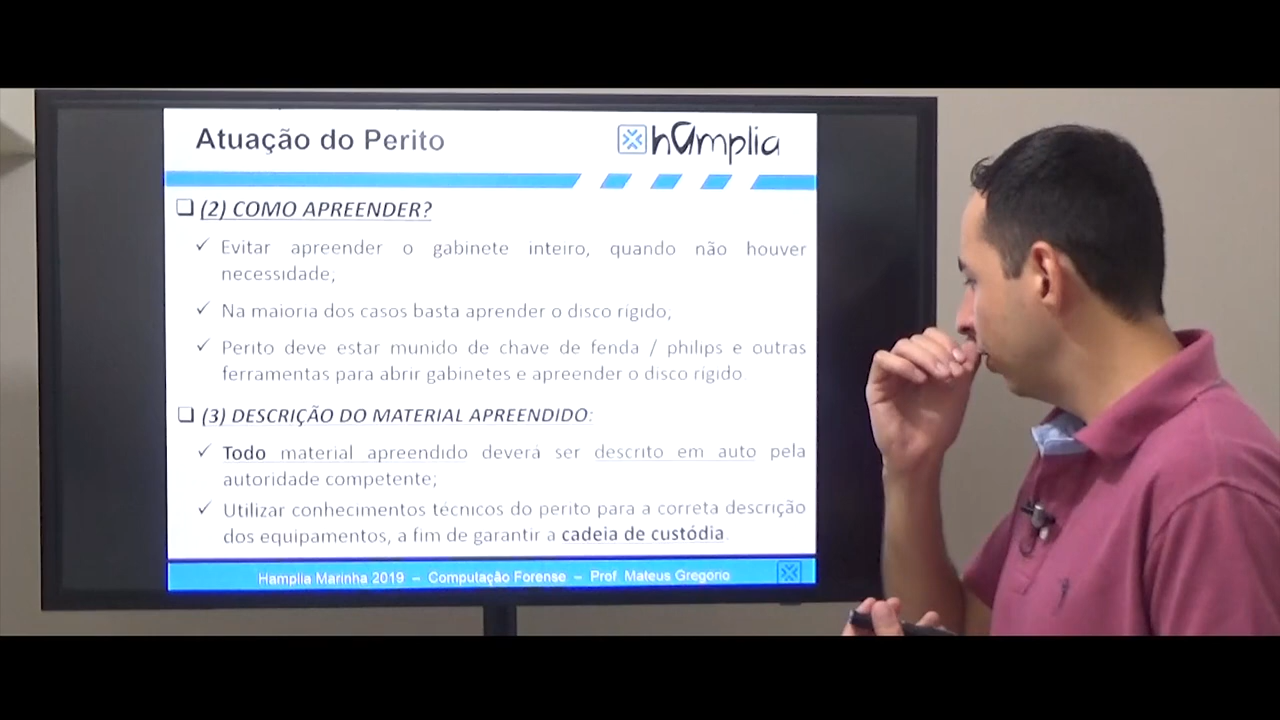 Atuação do Perito
hamplia
(2) COMO APREENDER?
Evitar apreender o gabinete inteiro, quando não houver
necessidade;
Na maioria dos casos basta aprender o disco rígido,
Perito deve estar munido de chave de fenda / philips e outras
ferramentas para abrir gabinetes e apreender o disco rígido.
(3) DESCRIÇÃO DO MATERIAL APREENDIDO:
Todo material apreendido deverá ser descrito em auto pela
autoridade competente;
Utilizar conhecimentos técnicos do perito para a correta descrição
dos equipamentos, a fim de garantir a cadeia de custódia.
Hamplia Marinha 2019 – Computação Forense – Prof. Mateus Gregorio